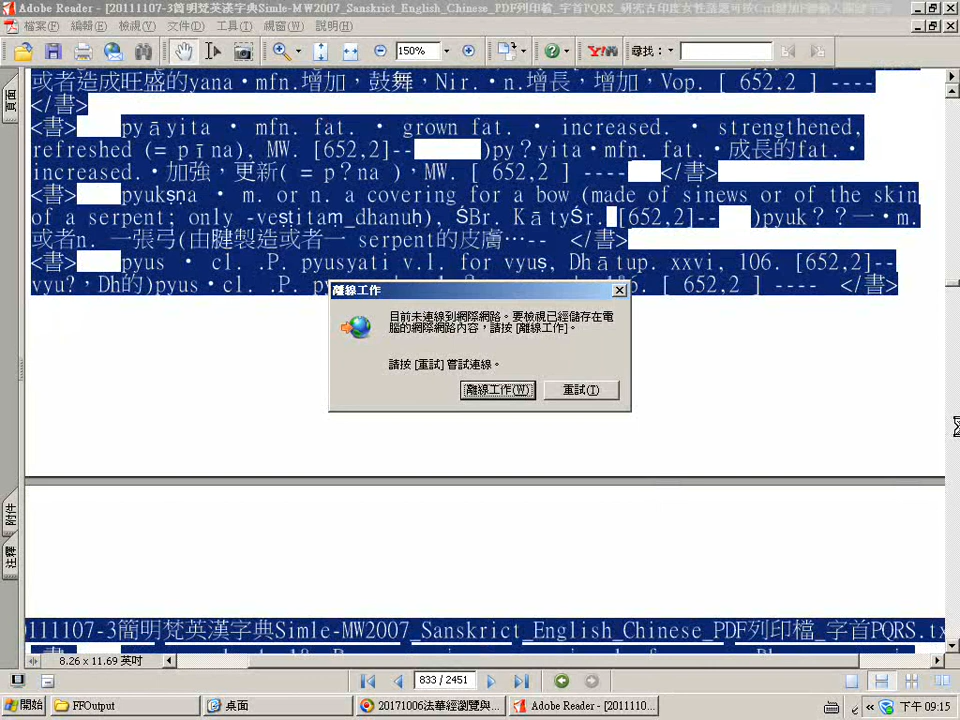 Adobe Reader - [20111107-3簡明梵英漢字典Simle-MW2007_Sanskrit_English_Chinese_PDF列印檔_字首PQRS_
檔案(F) 編輯(E) 檢視(V) 文件(D) 工具(T) 視窗(W) 說明(H)
150% 尋找：
或者造成旺盛的yana‧mfn.增加，鼓舞，Nir.‧n.增長，增加，Vop. [ 652,2 ] ----
</書>
<書> pyāyita ‧ mfn. fat. ‧ grown fat. ‧ increased. ‧ strengthened,
refreshed (= pīna), MW. [652,2]-- )py？yita‧mfn. fat.‧成長的fat.‧
increased.‧加強，更新( = p？na )，MW. [ 652,2 ] ---- </書>
<書> pyukṣṇa ‧ m. or n. a covering for a bow (made of sinews or of the skin
of a serpent; only -veṣṭitaṃ_dhanuḥ), ŚBr. KātyŚr. [652,2]-- )pyuk？？一‧m.
或者n. 一張弓(由腱製造或者一 serpent的皮膚…-- </書>
<書> pyus ‧ cl. .P. pyusyati v.l. for vyuṣ, Dhātup. xxvi, 106. [652,2]--
vyu?，Dh的)pyus‧cl. .P. [ 652,2 ] ---- </書>
離線工作
目前未連線到網際網路。要檢視已經儲存在電
腦的網際網路內容，請按 [離線工作]。
請按 [重試] 嘗試連線。
離線工作(W) 重試(T)
頁面
附件
注釋
111107-3簡明梵英漢字典Simle-MW2007_Sanskrict_English_Chinese_PDF列印檔_字首PQRS.tx
8.26 x 11.69 英吋
833 / 2451
開始 FFOutput 桌面 20171006法華經瀏覽與... Adobe Reader - [2011110... 下午 09:15